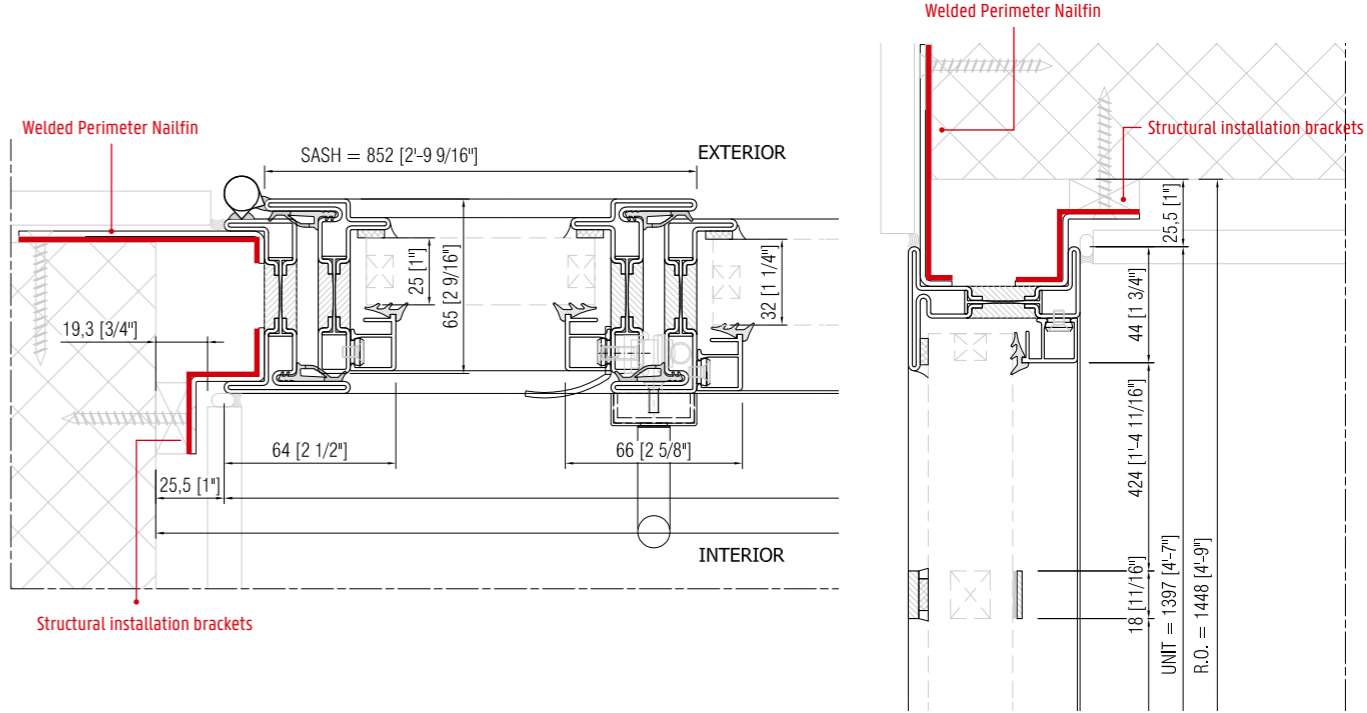 Welded Perimeter Nailfin
SASH = 852 [2'-9 9/16"]
EXTERIOR
25 [1"]
65 [2 9/16"]
32 [1 1/4"]
19,3 [3/4"]
64 [2 1/2"]
66 [2 5/8"]
25,5 [1"]
INTERIOR
Structural installation brackets
Welded Perimeter Nailfin
Structural installation brackets
25,5 [1"]
44 [1 3/4"]
424 [1'-4 11/16"]
18 [11/16"]
UNIT = 1397 [4'-7"]
R.O. = 1448 [4'-9"]